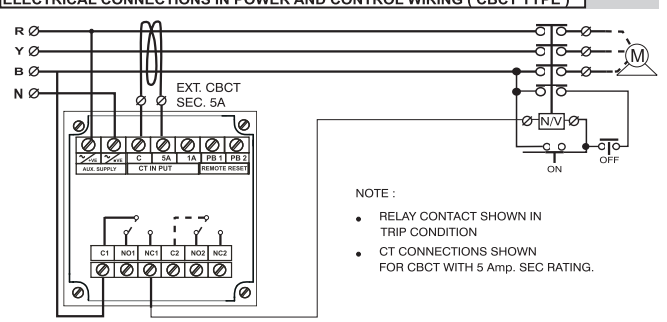 ELECTRICAL CONNECTIONS IN POWER AND CONTROL WIRING ( CBCT TYPE )
R
Y
B
N
M
EXT. CBCT
SEC. 5A
N/V
ON
OFF
~/+VE ~/-VE C 5A 1A PB 1 PB 2
AUX. SUPPLY CT IN PUT REMOTE RESET
C1 NO1 NC1 C2 NO2 NC2
NOTE :
• RELAY CONTACT SHOWN IN
TRIP CONDITION
• CT CONNECTIONS SHOWN
FOR CBCT WITH 5 Amp. SEC RATING.